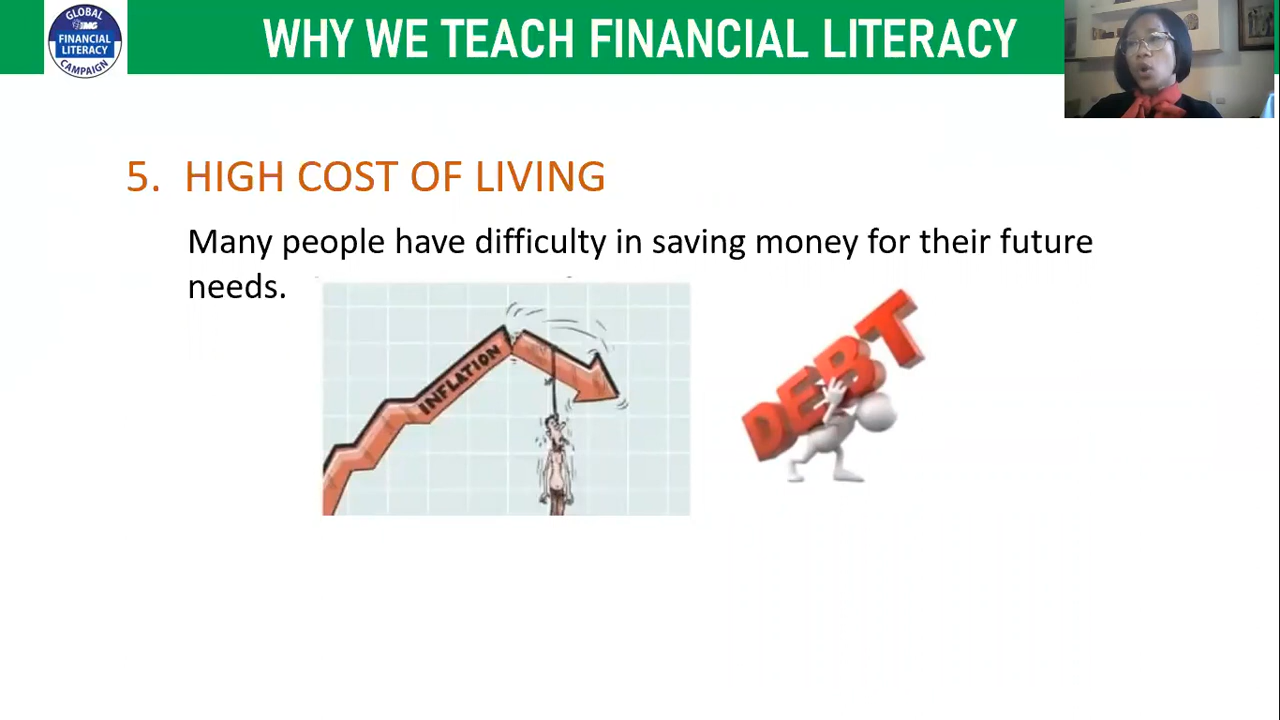 GLOBAL
IMG
FINANCIAL
LITERACY
CAMPAIGN
WHY WE TEACH FINANCIAL LITERACY
5. HIGH COST OF LIVING
Many people have difficulty in saving money for their future
needs.
INFLATION
DEBT